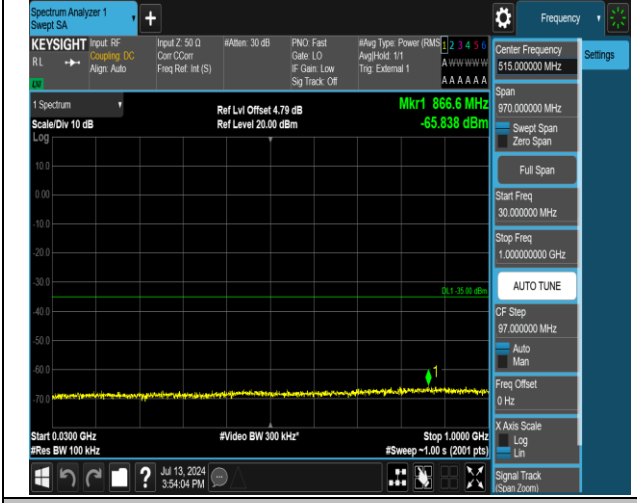 Spectrum Analyzer 1
Swept SA
+
Frequency
KEYSIGHT
RL
Input: RF
Coupling: DC
Align: Auto
Input Z: 50 Ω
Corr CCorr
Freq Ref: Int (S)
#Atten: 30 dB
PNO: Fast
Gate: LO
IF Gain: Low
Sig Track: Off
#Avg Type: Power (RMS
Avg|Hold: 1/1
Trig: External 1
1 2 3 4 5 6
A W W W W W
A A A A A A
1 Spectrum
Scale/Div 10 dB
Log
Ref Lvl Offset 4.79 dB
Ref Level 20.00 dBm
Mkr1 866.6 MHz
-65.838 dBm
10.0
0.00
-10.0
-20.0
-30.0
DL1 -35.00 dBm
-40.0
-50.0
-60.0
1
-70.0
Start 0.0300 GHz
#Video BW 300 kHz*
Stop 1.0000 GHz
#Res BW 100 kHz
#Sweep ~1.00 s (2001 pts)
?
Jul 13, 2024
3:54:04 PM
Center Frequency
515.000000 MHz
Settings
Span
970.000000 MHz
Swept Span
Zero Span
Full Span
Start Freq
30.000000 MHz
Stop Freq
1.000000000 GHz
AUTO TUNE
CF Step
97.000000 MHz
Auto
Man
Freq Offset
0 Hz
X Axis Scale
Log
Lin
Signal Track
(Span Zoom)